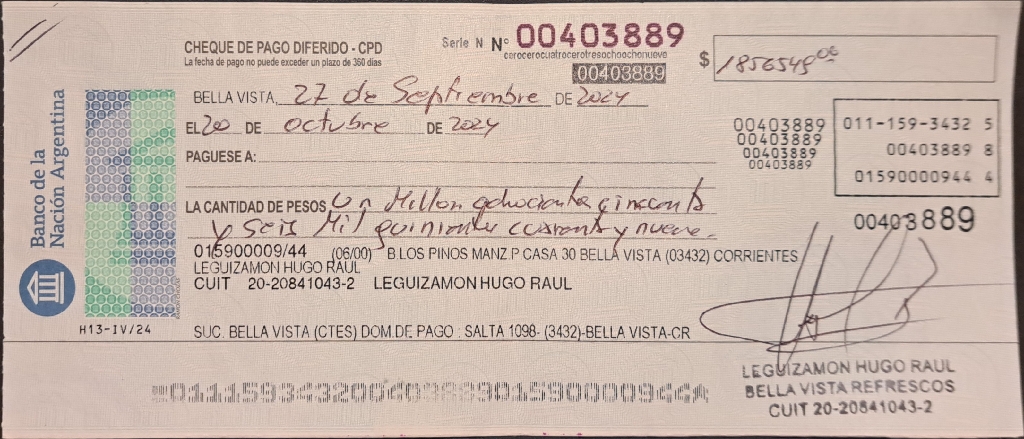 CHEQUE DE PAGO DIFERIDO - CPD
La fecha de pago no puede exceder un plazo de 360 días
Serie N Nº 00403889
cerocerocuatrocerotresochoochonueve
00403889
$ 1856549 00
BELLA VISTA, 27 de Septiembre DE 2024
EL 20 DE octubre DE 2024
PAGUESE A:
LA CANTIDAD DE PESOS Un Millon ochocientos cincuenta
y seis Mil quinientos cuarenta y nueve.
Banco de la
Nación Argentina
H13-IV/24
00403889
00403889
00403889
00403889
011-159-3432 5
00403889 8
01590000944 4
00403889
015900009/44 (06/00) B LOS PINOS MANZ P CASA 30 BELLA VISTA (03432) CORRIENTES
LEGUIZAMON HUGO RAUL
CUIT 20-20841043-2 LEGUIZAMON HUGO RAUL
SUC. BELLA VISTA (CTES) DOM.DE PAGO : SALTA 1098- (3432)-BELLA VISTA-CR
LEGUIZAMON HUGO RAUL
BELLA VISTA REFRESCOS
CUIT 20-20841043-2
01115934320040388901590000944